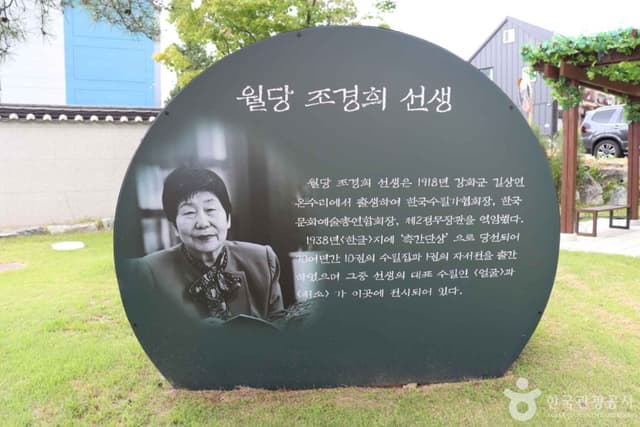 월당 조경희 선생
월당 조경희 선생은 1918년 강화군 길상면
온수리에서 출생하여 한국수필가협회장, 한국
문화예술총연합회장, 제2정무장관을 역임했다.
1938년<한글>지에 '측간단상' 으로 당선되어
70여년간 10권의 수필집과 1권의 자서전을 출간
하였으며 그중 선생의 대표 수필인 <얼굴>과
가 이곳에 전시되어 있다.
한국관광공사